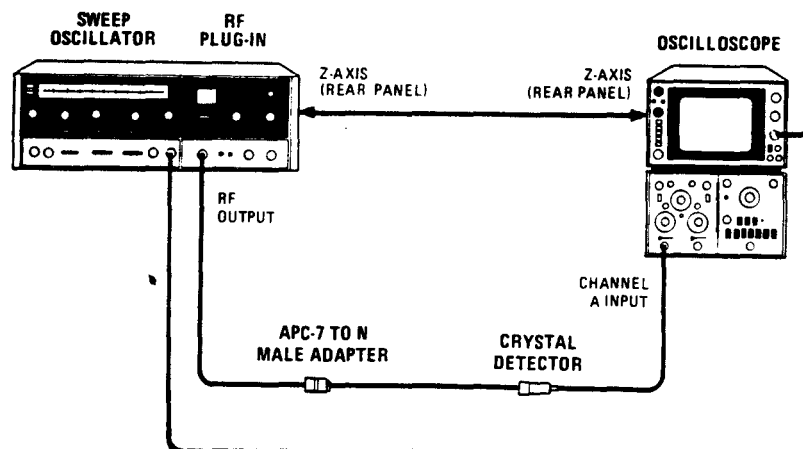 SWEEP
OSCILLATOR
RF
PLUG-IN
OSCILLOSCOPE
Z-AXIS
(REAR PANEL)
Z-AXIS
(REAR PANEL)
RF
OUTPUT
CHANNEL
A INPUT
APC-7 TO N
MALE ADAPTER
CRYSTAL
DETECTOR